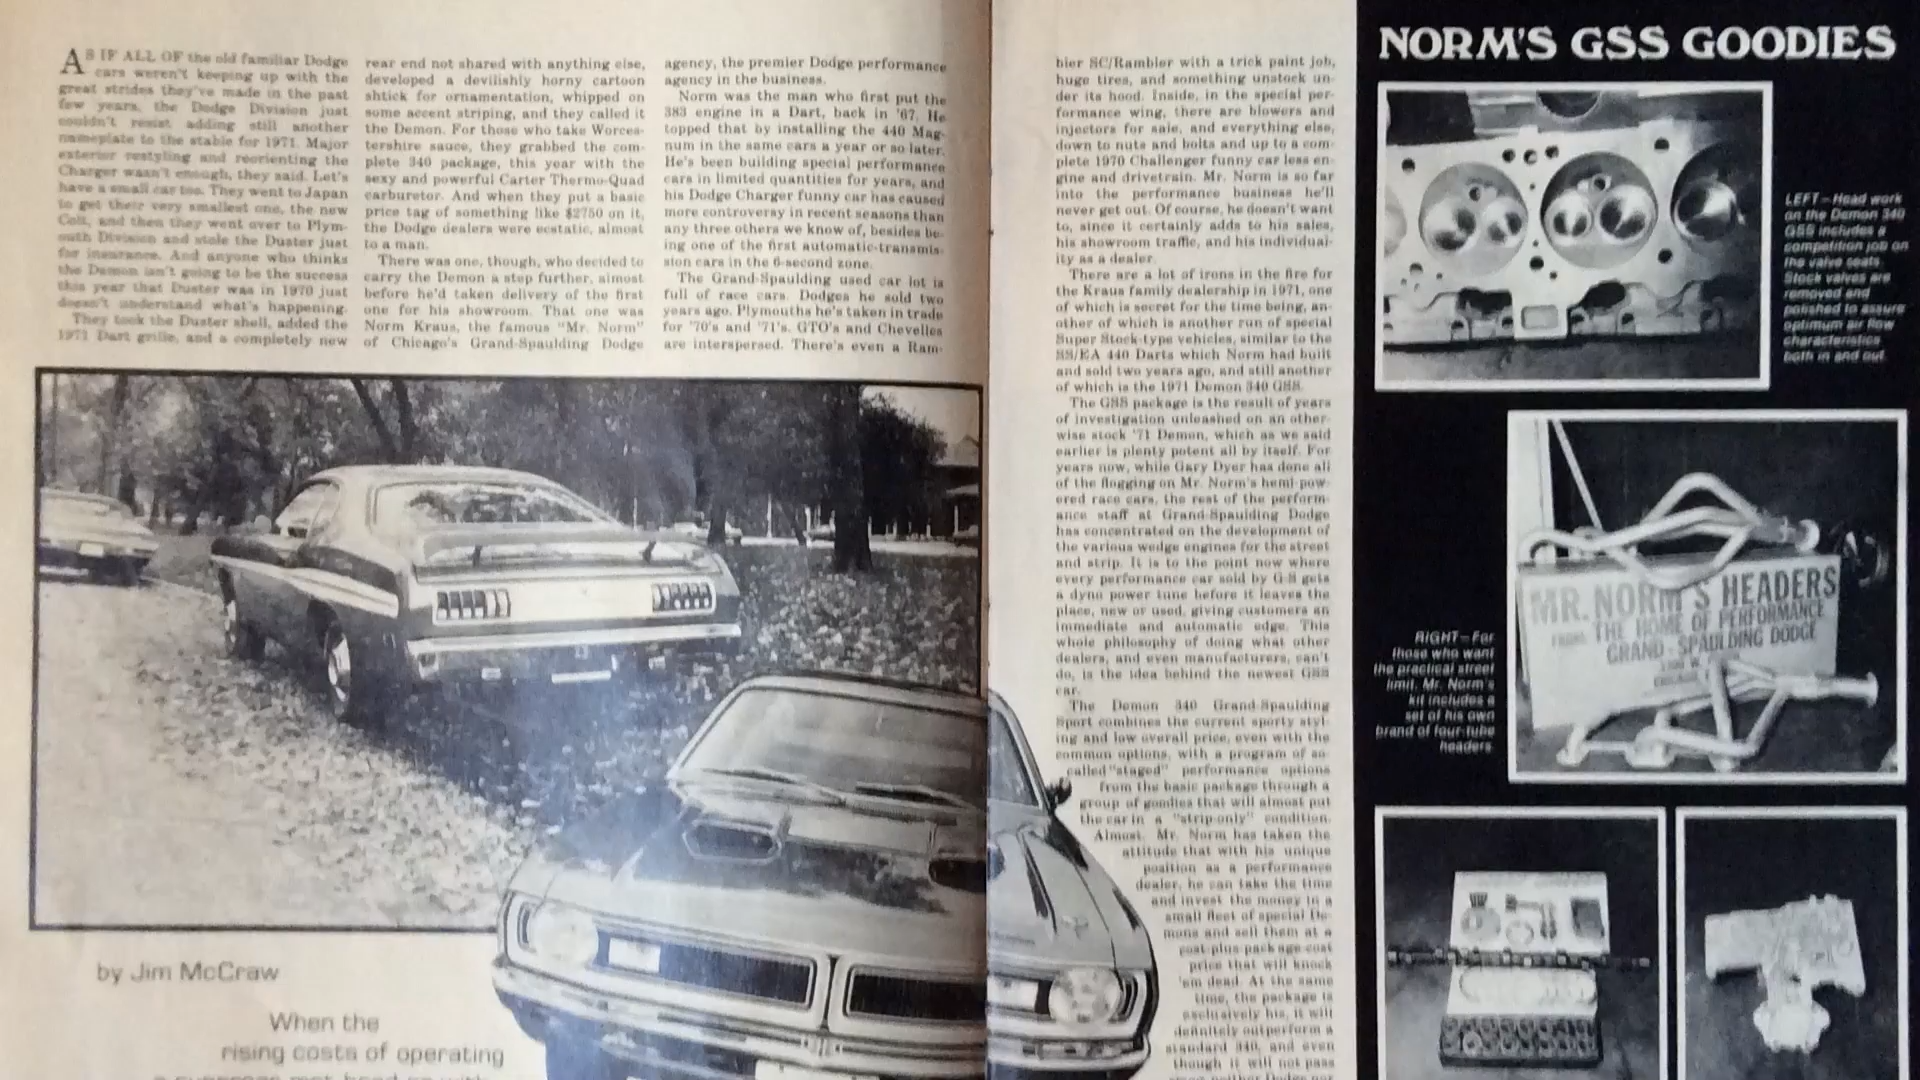 AS IF ALL OF the old familiar Dodge
cars weren't keeping up with the
great strides they've made in the past
few years, the Dodge Division just
couldn't resist adding still another
nameplate to the stable for 1971. Major
exterior restyling and reorienting the
Charger wasn't enough, they said. Let's
have a small car too. They went to Japan
to get their very smallest one, the new
Colt, and then they went over to Plym-
outh Division and stole the Duster just
for insurance. And anyone who thinks
the Demon isn't going to be the success
this year that Duster was in 1970 just
doesn't understand what's happening.
They took the Duster shell, added the
1971 Dart grille, and a completely new
rear end not shared with anything else,
developed a devilishly horny cartoon
shtick for ornamentation, whipped on
some accent striping, and they called it
the Demon. For those who take Worces-
tershire sauce, they grabbed the com-
plete 340 package, this year with the
sexy and powerful Carter Thermo-Quad
carburetor. And when they put a basic
price tag of something like $2750 on it,
the Dodge dealers were ecstatic, almost
to a man.
There was one, though, who decided to
carry the Demon a step further, almost
before he'd taken delivery of the first
one for his showroom. That one was
Norm Kraus, the famous "Mr. Norm"
of Chicago's Grand-Spaulding Dodge
agency, the premier Dodge performance
agency in the business.
Norm was the man who first put the
383 engine in a Dart, back in '67. He
topped that by installing the 440 Mag-
num in the same cars a year or so later.
He's been building special performance
cars in limited quantities for years, and
his Dodge Charger funny car has caused
more controversy in recent seasons than
any three others we know of, besides be-
ing one of the first automatic-transmis-
sion cars in the 6-second zone.
The Grand-Spaulding used car lot is
full of race cars. Dodges he sold two
years ago. Plymouths he's taken in trade
for '70's and '71's. GTO's and Chevelles
are interspersed. There's even a Ram-
bler SC/Rambler with a trick paint job,
huge tires, and something unstock un-
der its hood. Inside, in the special per-
formance wing, there are blowers and
injectors for sale, and everything else,
down to nuts and bolts and up to a com-
plete 1970 Challenger funny car less en-
gine and drivetrain. Mr. Norm is so far
into the performance business he'll
never get out. Of course, he doesn't want
to, since it certainly adds to his sales,
his showroom traffic, and his individual-
ity as a dealer.
There are a lot of irons in the fire for
the Kraus family dealership in 1971, one
of which is secret for the time being, an-
other of which is another run of special
Super Stock-type vehicles, similar to the
SS/EA 440 Darts which Norm had built
and sold two years ago, and still another
of which is the 1971 Demon 340 GSS.
The GSS package is the result of years
of investigation unleashed on an other-
wise stock '71 Demon, which as we said
earlier is plenty potent all by itself. For
years now, while Gary Dyer has done all
of the flogging on Mr. Norm's hemi-pow-
ered race cars, the rest of the perform-
ance staff at Grand-Spaulding Dodge
has concentrated on the development of
the various wedge engines for the street
and strip. It is to the point now where
every performance car sold by G-S gets
a dyno power tune before it leaves the
place, new or used, giving customers an
immediate and automatic edge. This
whole philosophy of doing what other
dealers, and even manufacturers, can't
do, is the idea behind the newest GSS
car.
The Demon 340 Grand-Spaulding
Sport combines the current sporty styl-
ing and low overall price, even with the
common options, with a program of so-
called "staged" performance options
from the basic package through a
group of goodies that will almost put
the car in a "strip-only" condition.
Almost. Mr. Norm has taken the
attitude that with his unique
position as a performance
dealer, he can take the time
and invest the money in a
small fleet of special De-
mons and sell them at a
cost-plus-package-cost
price that will knock
'em dead. At the same
time, the package is
exclusively his, it will
definitely outperform a
standard 340, and even
though it will not pass
by Jim McCraw
When the
rising costs of operating
NORM'S GSS GOODIES
LEFT—Head work
on the Demon 340
GSS includes a
competition job on
the valve seats.
Stock valves are
removed and
polished to assure
optimum air flow
characteristics
both in and out.
RIGHT—For
those who want
the practical street
limit, Mr. Norm's
kit includes a
set of his own
brand of four-tube
headers.
MR. NORM'S HEADERS
FROM THE HOME OF PERFORMANCE
GRAND-SPAULDING DODGE